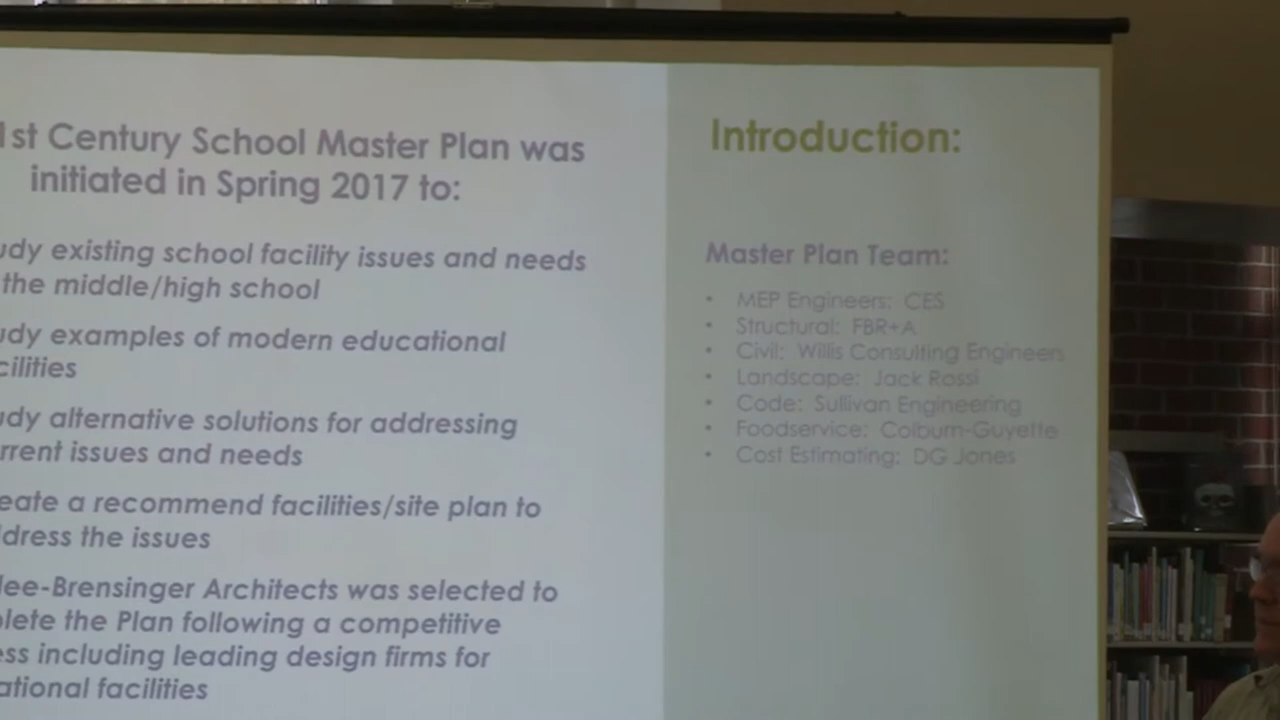 1st Century School Master Plan was
initiated in Spring 2017 to:
udy existing school facility issues and needs
the middle/high school
udy examples of modern educational
cilities
udy alternative solutions for addressing
rrent issues and needs
eate a recommend facilities/site plan to
dress the issues
lee-Brensinger Architects was selected to
plete the Plan following a competitive
ess including leading design firms for
ational facilities
Introduction:
Master Plan Team:
• MEP Engineers: CES
• Structural: FBR+A
• Civil: Willis Consulting Engineers
• Landscape: Jack Rossi
• Code: Sullivan Engineering
• Foodservice: Colburn-Guyette
• Cost Estimating: DG Jones